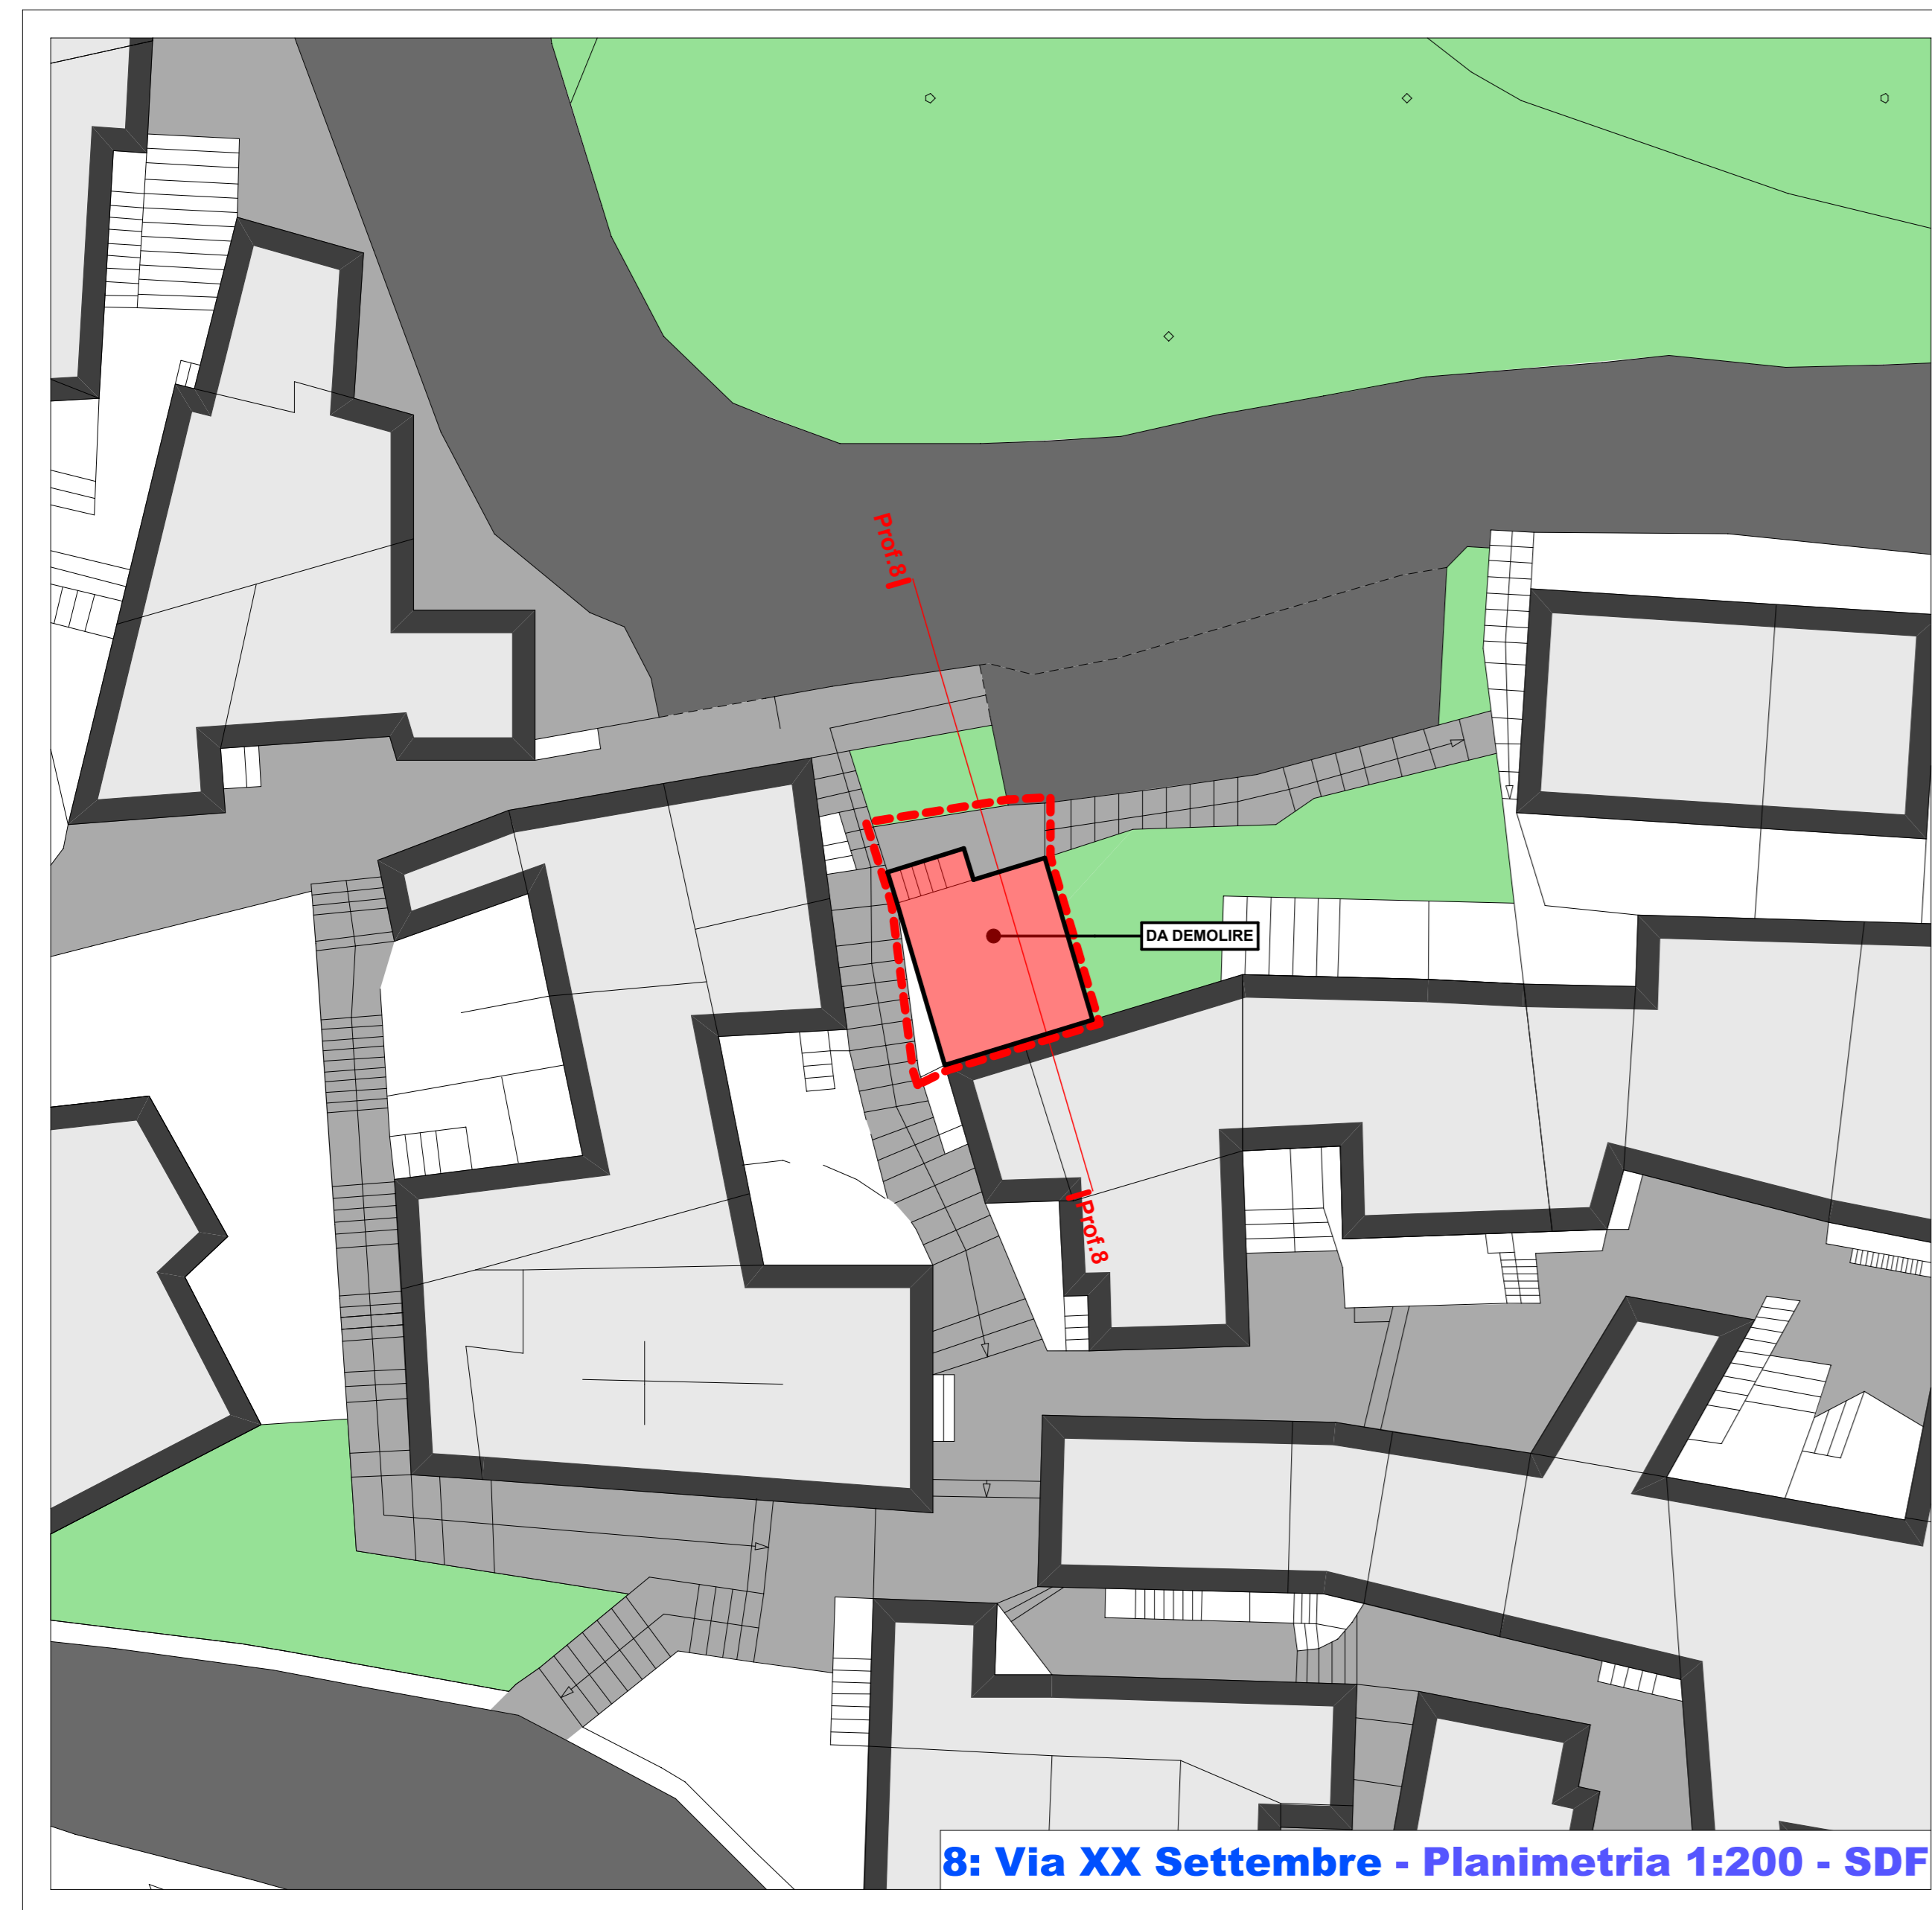 Prof.8
DA DEMOLIRE
Prof.8
8: Via XX Settembre - Planimetria 1:200 - SDF